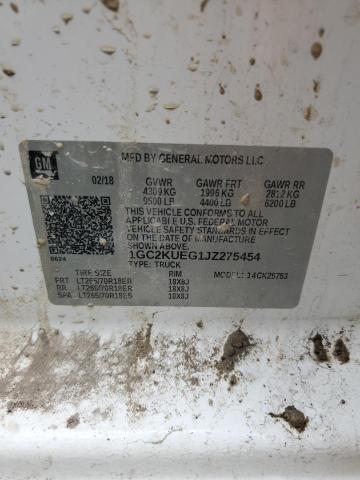 GM
MFD BY GENERAL MOTORS LLC
02/18 GVWR GAWR FRT GAWR RR
4309 KG 1996 KG 2812 KG
9500 LB 4400 LB 6200 LB
THIS VEHICLE CONFORMS TO ALL
APPLICABLE U.S. FEDERAL MOTOR
VEHICLE SAFETY STANDARDS IN EFFECT ON
THE DATE OF MANUFACTURE
SHOWN ABOVE.
1GC2KUEG1JZ275454
TYPE: TRUCK
TIRE SIZE RIM MODEL: 14CK25753
FRT LT265/70R18ER 18X8J
RR LT265/70R18ER 18X8J
SPA LT265/70R18ES 18X8J